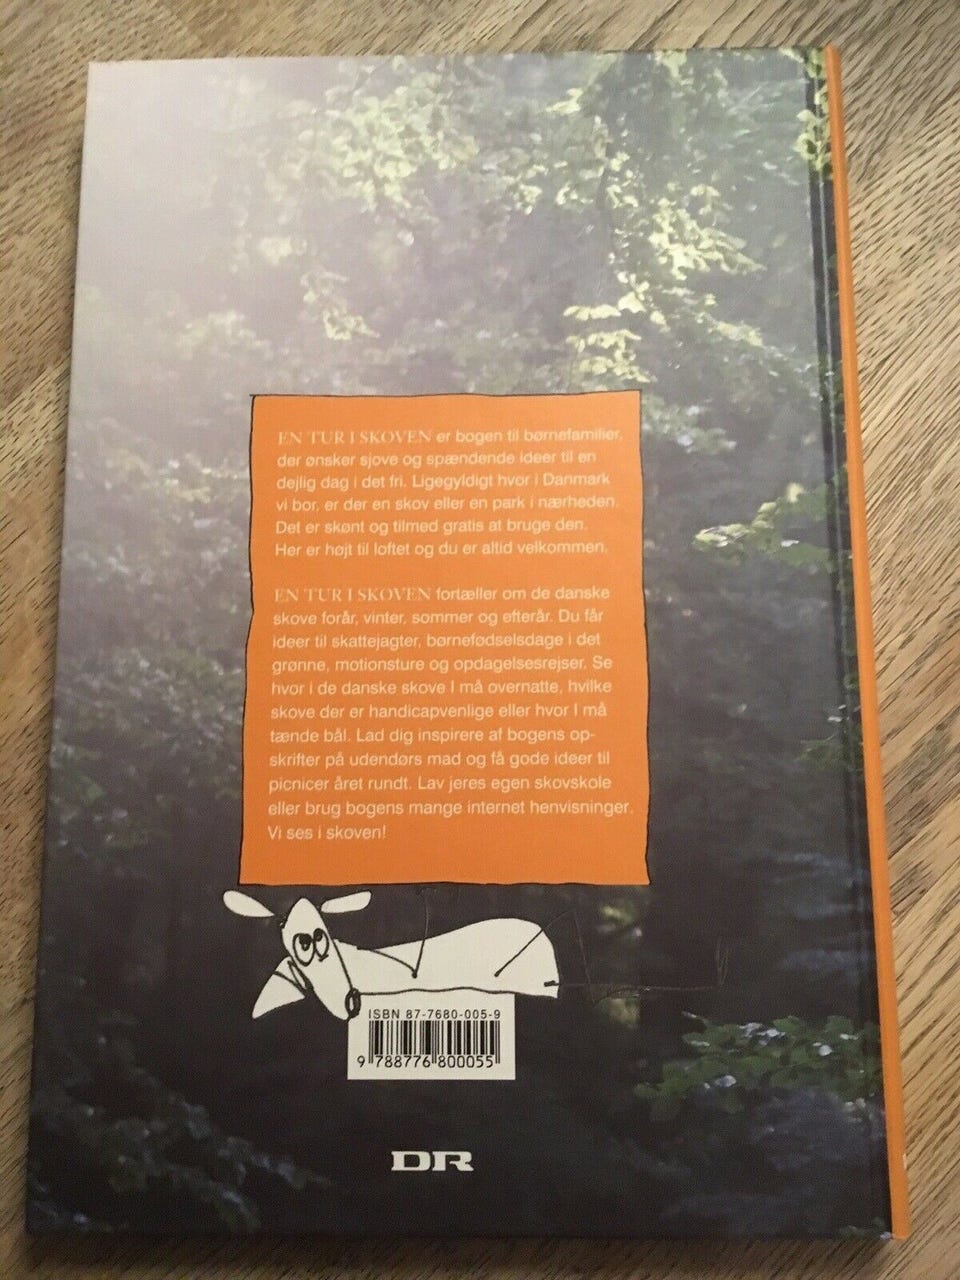 EN TUR I SKOVEN er bogen til børnefamilier,
der ønsker sjove og spændende ideer til en
dejlig dag i det fri. Ligegyldigt hvor i Danmark
vi bor, er der en skov eller en park i nærheden.
Det er skønt og tilmed gratis at bruge den.
Her er højt til loftet og du er altid velkommen.
EN TUR I SKOVEN fortæller om de danske
skove forår, vinter, sommer og efterår. Du får
ideer til skattejagter, børnefødselsdage i det
grønne, motionsture og opdagelsesrejser. Se
hvor i de danske skove I må overnatte, hvilke
skove der er handicapvenlige eller hvor I må
tænde bål. Lad dig inspirere af bogens op-
skrifter på udendørs mad og få gode ideer til
picnicer året rundt. Lav jeres egen skovskole
eller brug bogens mange internet henvisninger.
Vi ses i skoven!
ISBN 87-7680-005-9
9 788776 800055
DR